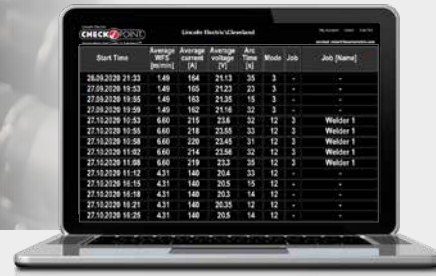 CHECKPOINT
Lincoln Electric\Cleveland
Start Time Average WFS [m/min] Average current [A] Average voltage [V] Arc Time [s] Mode Job Job [Name]
26.09.2020 21:33 1.49 164 21.13 35 3 - -
27.09.2020 19:53 1.49 165 21.23 23 3 - -
27.09.2020 19:55 1.49 163 21.35 15 3 - -
27.09.2020 19:59 1.49 162 21.16 32 3 - -
27.10.2020 10:53 6.60 215 23.6 32 12 3 Welder 1
27.10.2020 10:55 6.60 218 23.55 33 12 3 Welder 1
27.10.2020 10:58 6.60 220 23.45 31 12 3 Welder 1
27.10.2020 11:02 6.60 214 23.56 32 12 3 Welder 1
27.10.2020 11:08 6.60 219 23.3 35 12 3 Welder 1
27.10.2020 11:12 4.31 140 20.4 33 12 - -
27.10.2020 16:15 4.31 140 20.5 15 12 - -
27.10.2020 16:18 4.31 140 20.3 14 12 - -
27.10.2020 16:21 4.31 140 20.35 12 12 - -
27.10.2020 16:25 4.31 140 20.5 14 12 - -